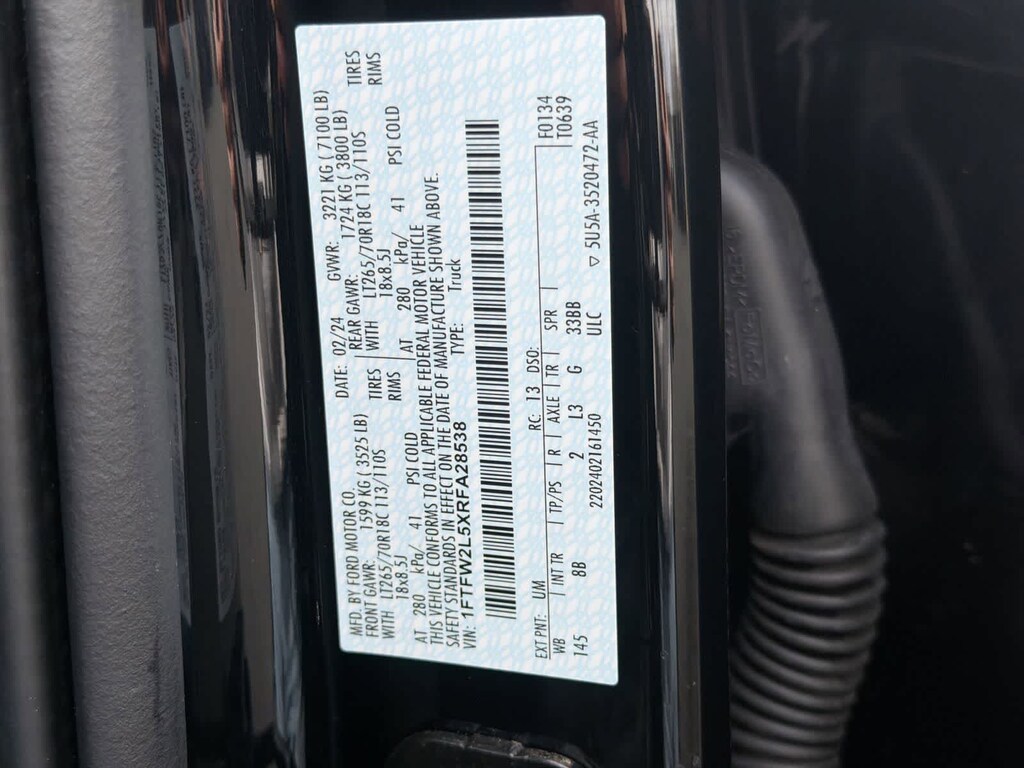 MFD. BY FORD MOTOR CO. DATE: 02/24 GVWR: 3221 KG ( 7100 LB)
FRONT GAWR: 1599 KG ( 3525 LB) REAR GAWR: 1724 KG ( 3800 LB)
WITH LT265/70R18C 113/110S TIRES WITH LT265/70R18C 113/110S TIRES
18x8.5J RIMS 18x8.5J RIMS
AT 280 kPa/ 41 PSI COLD AT 280 kPa/ 41 PSI COLD
THIS VEHICLE CONFORMS TO ALL APPLICABLE FEDERAL MOTOR VEHICLE
SAFETY STANDARDS IN EFFECT ON THE DATE OF MANUFACTURE SHOWN ABOVE.
VIN: 1FTFW2L5XRFA28538 TYPE: Truck
EXT PNT: UM RC: 13 DSO: F0134
WB | INT TR | TP/PS | R | AXLE | TR | SPR | T0639
145 8B 2 L3 G 33BB
2202402161450 ULC ▽ 5U5A-3520472-AA